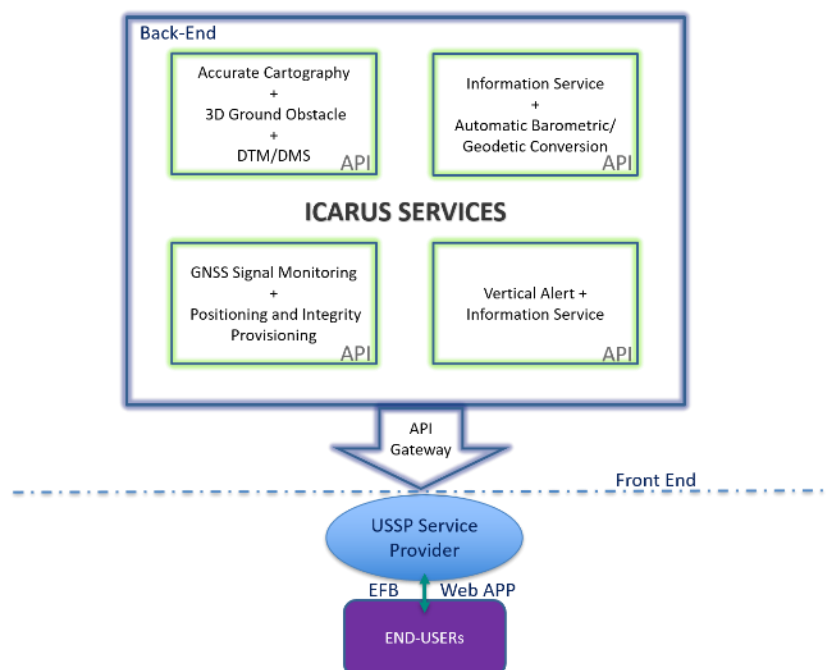 Back-End
Accurate Cartography
+
3D Ground Obstacle
+
DTM/DMS
API
Information Service
+
Automatic Barometric/
Geodetic Conversion
API
ICARUS SERVICES
GNSS Signal Monitoring
+
Positioning and Integrity
Provisioning
API
Vertical Alert +
Information Service
API
API
Gateway
Front End
USSP Service
Provider
EFB
Web APP
END-USERs